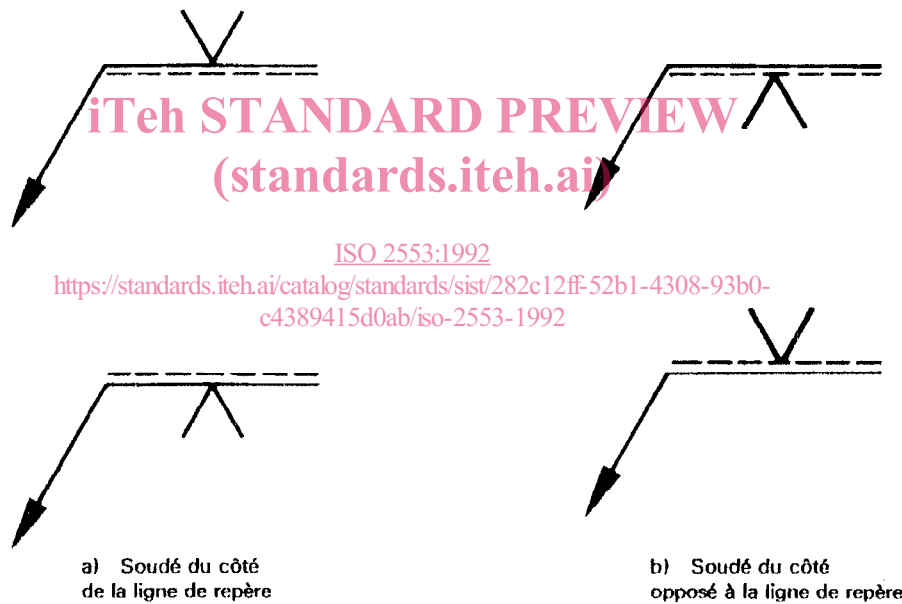 iTeh STANDARD PREVIEW
(standards.iteh.ai)
ISO 2553:1992
https://standards.iteh.ai/catalog/standards/sist/282c12ff-52b1-4308-93b0-
c4389415d0ab/iso-2553-1992
a) Soudé du côté
de la ligne de repère
b) Soudé du côté
opposé à la ligne de repère